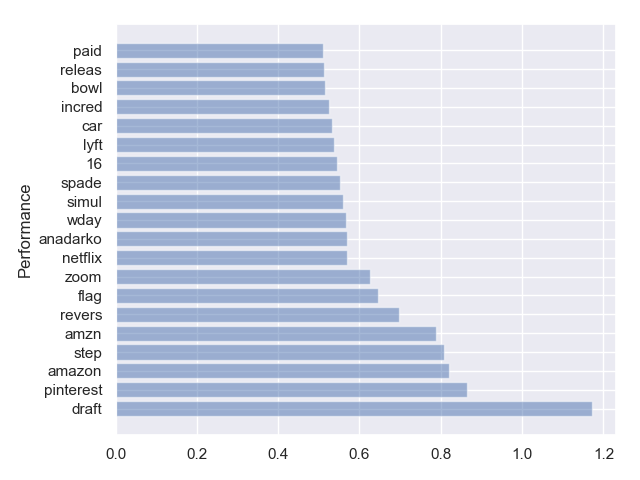 paid
releas
bowl
incred
car
lyft
16
spade
simul
wday
anadarko
netflix
zoom
flag
revers
amzn
step
amazon
pinterest
draft
Performance
0.0 0.2 0.4 0.6 0.8 1.0 1.2